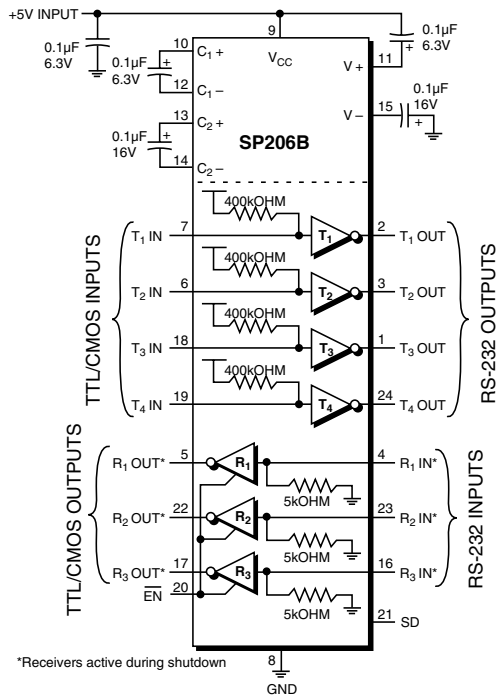 +5V INPUT
0.1µF
6.3V
9
VCC
0.1µF
6.3V
+
11
V +
10
C1 +
0.1µF
6.3V
+
12
C1 –
13
C2 +
0.1µF
16V
+
14
C2 –
15
V –
0.1µF
16V
+
SP206B
TTL/CMOS INPUTS
RS-232 OUTPUTS
400kOHM
T1 IN
7
T1
2
T1 OUT
400kOHM
T2 IN
6
T2
3
T2 OUT
400kOHM
T3 IN
18
T3
1
T3 OUT
400kOHM
T4 IN
19
T4
24
T4 OUT
TTL/CMOS OUTPUTS
RS-232 INPUTS
R1 OUT*
5
R1
4
R1 IN*
5kOHM
R2 OUT*
22
R2
23
R2 IN*
5kOHM
R3 OUT*
17
R3
16
R3 IN*
5kOHM
20
EN
21
SD
*Receivers active during shutdown
8
GND